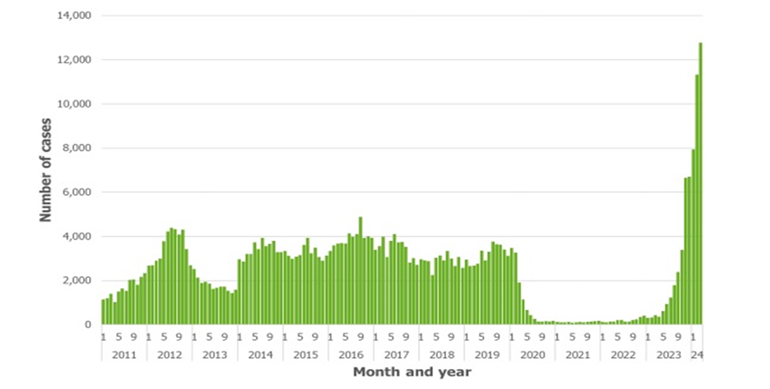 14,000
12,000
10,000
8,000
6,000
4,000
2,000
0
Number of cases
1 5 9 1 5 9 1 5 9 1 5 9 1 5 9 1 5 9 1 5 9 1 5 9 1 5 9 1 5 9 1 5 9 1 5 9 1 5 9 1
2011 2012 2013 2014 2015 2016 2017 2018 2019 2020 2021 2022 2023 24
Month and year